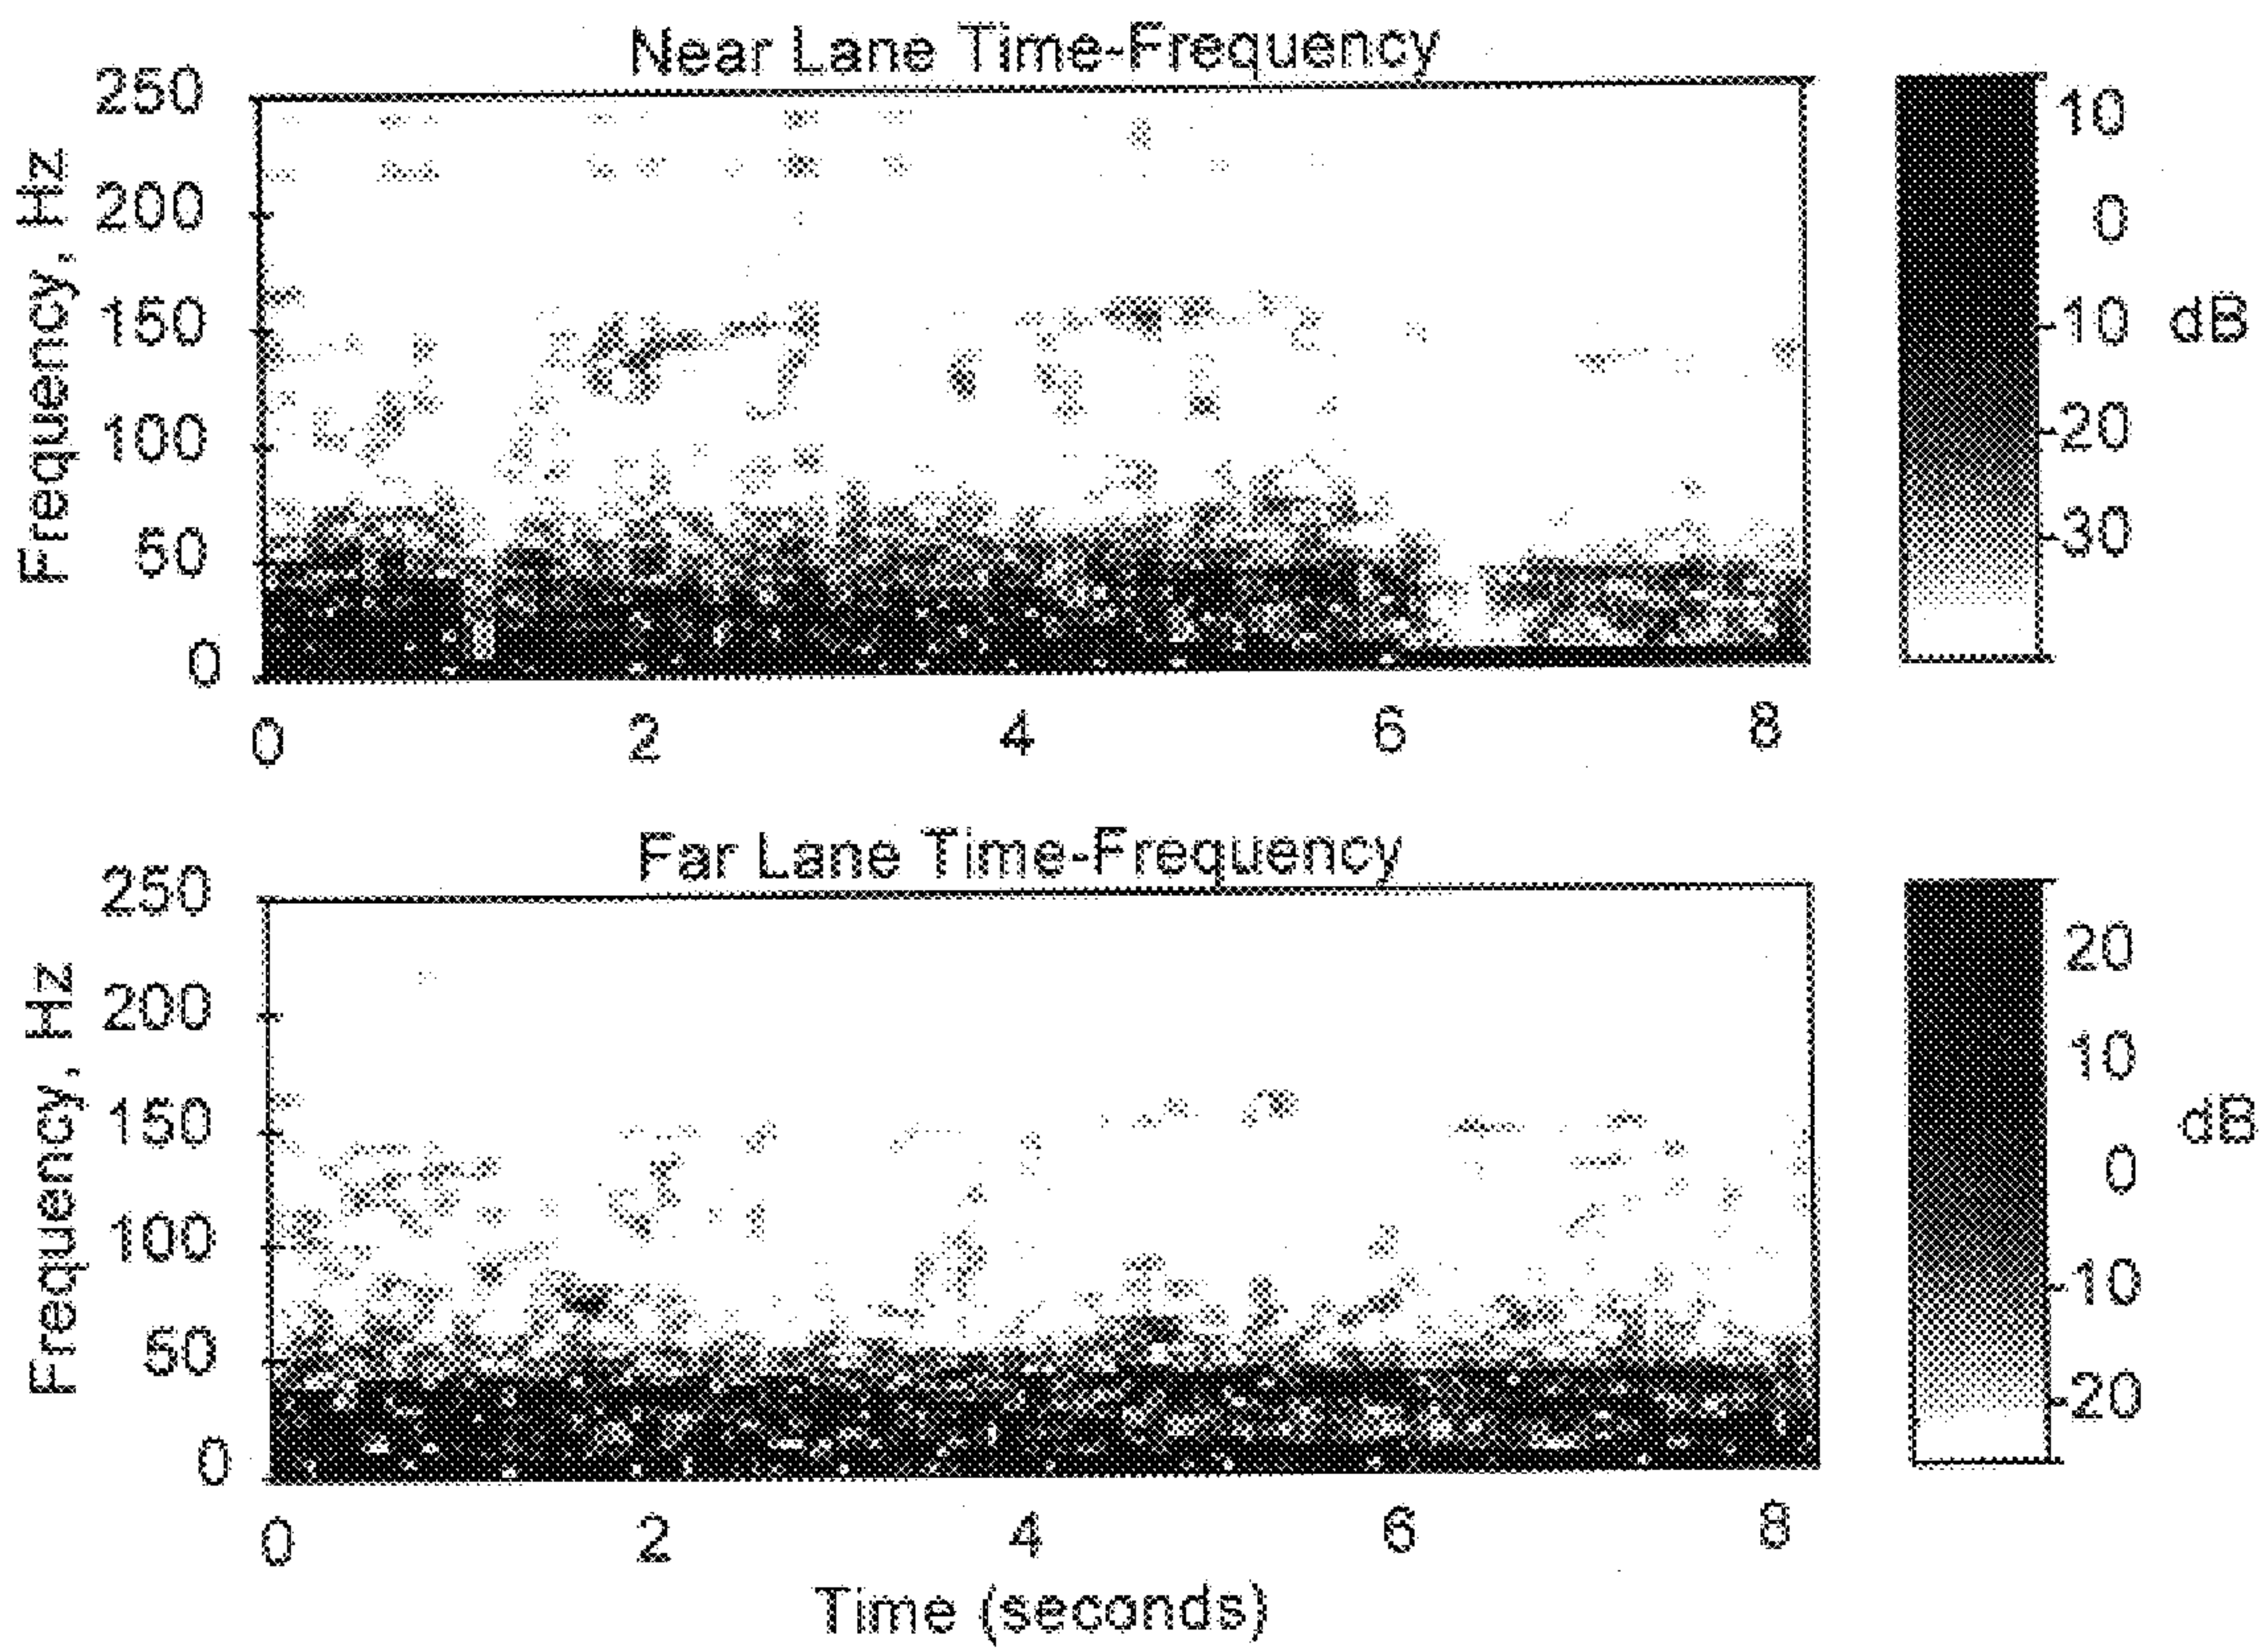 Near Lane Time-Frequency
Frequency, Hz
250
200
150
100
50
0
0 2 4 6 8
10
0
-10
-20
-30
dB
Far Lane Time-Frequency
Frequency, Hz
250
200
150
100
50
0
0 2 4 6 8
Time (seconds)
20
10
0
-10
-20
dB